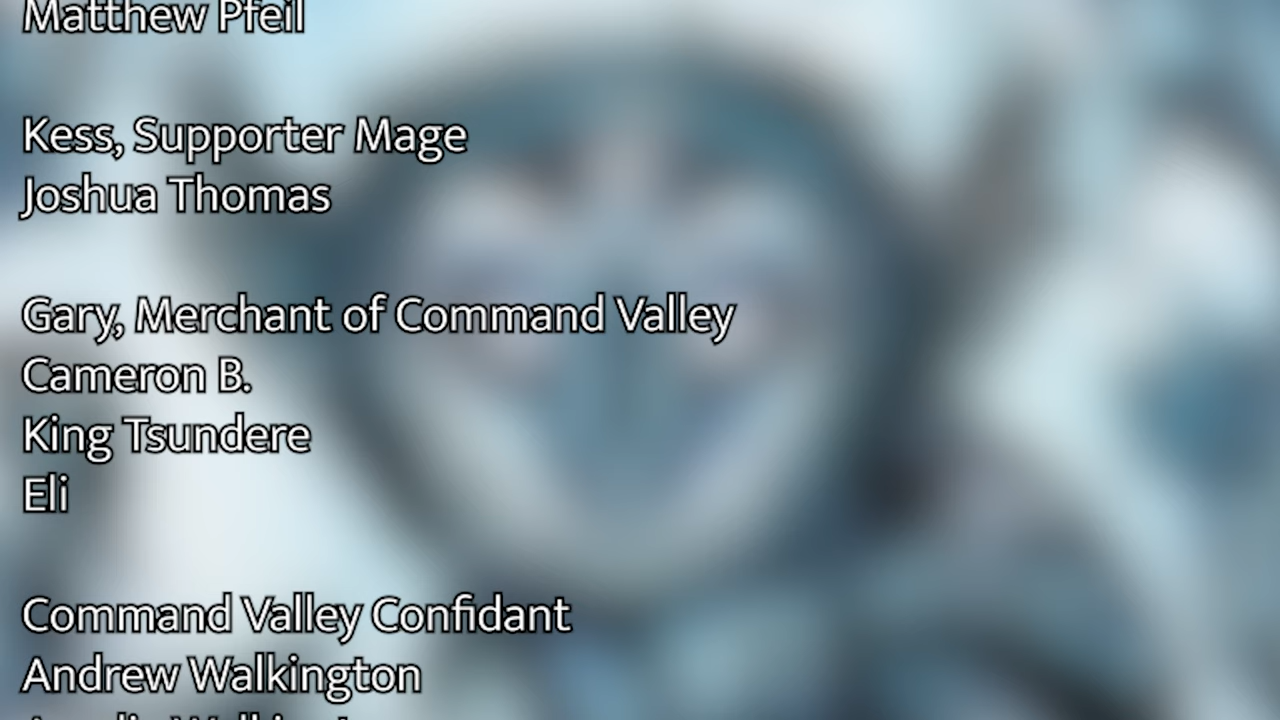 Matthew Pfeil
Kess, Supporter Mage
Joshua Thomas
Gary, Merchant of Command Valley
Cameron B.
King Tsundere
Eli
Command Valley Confidant
Andrew Walkington